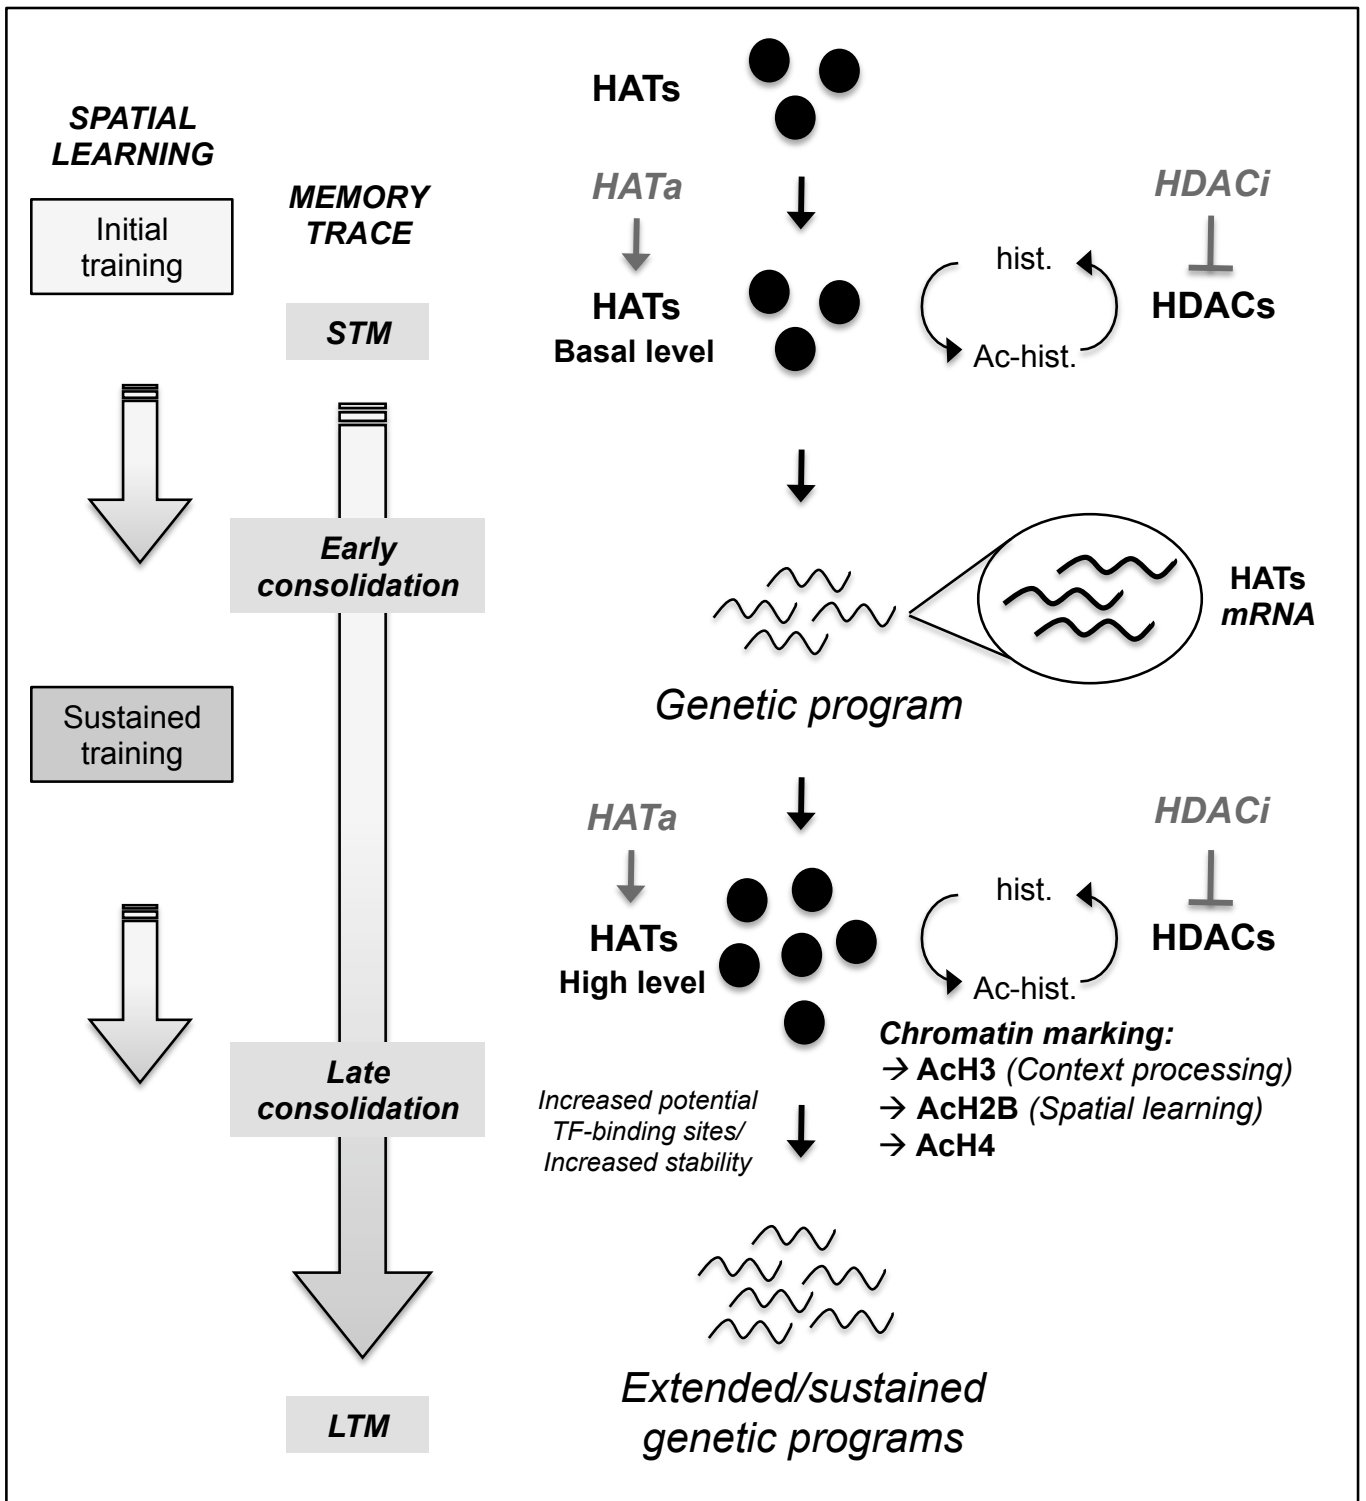 SPATIAL
LEARNING
Initial
training
Sustained
training
MEMORY
TRACE
STM
Early
consolidation
Late
consolidation
LTM
HATs
HATa
HATs
Basal level
hist.
Ac-hist.
HDACi
HDACs
HATs
mRNA
Genetic program
HATa
HATs
High level
hist.
Ac-hist.
HDACi
HDACs
Chromatin marking:
→ AcH3 (Context processing)
→ AcH2B (Spatial learning)
→ AcH4
Increased potential
TF-binding sites/
Increased stability
Extended/sustained
genetic programs